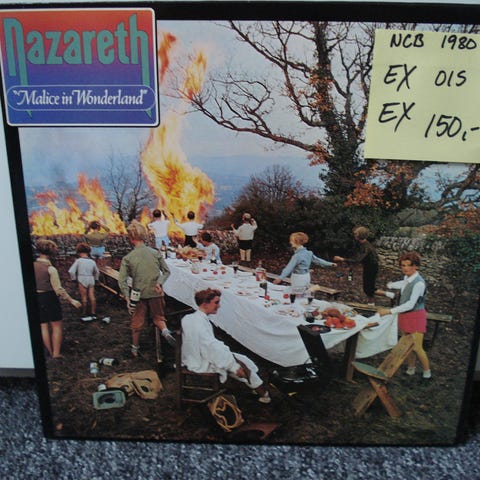 Nazareth
"Malice in Wonderland"
NCB 1980
EX OIS
EX 150,-